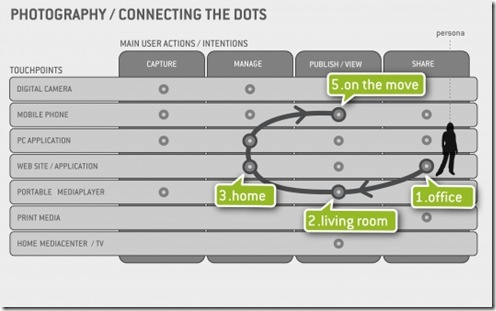 PHOTOGRAPHY / CONNECTING THE DOTS
persona
MAIN USER ACTIONS / INTENTIONS
TOUCHPOINTS
CAPTURE
MANAGE
PUBLISH / VIEW
SHARE
DIGITAL CAMERA
5.on the move
MOBILE PHONE
PC APPLICATION
WEB SITE / APPLICATION
PORTABLE MEDIAPLAYER
3.home
1.office
2.living room
PRINT MEDIA
HOME MEDIACENTER / TV